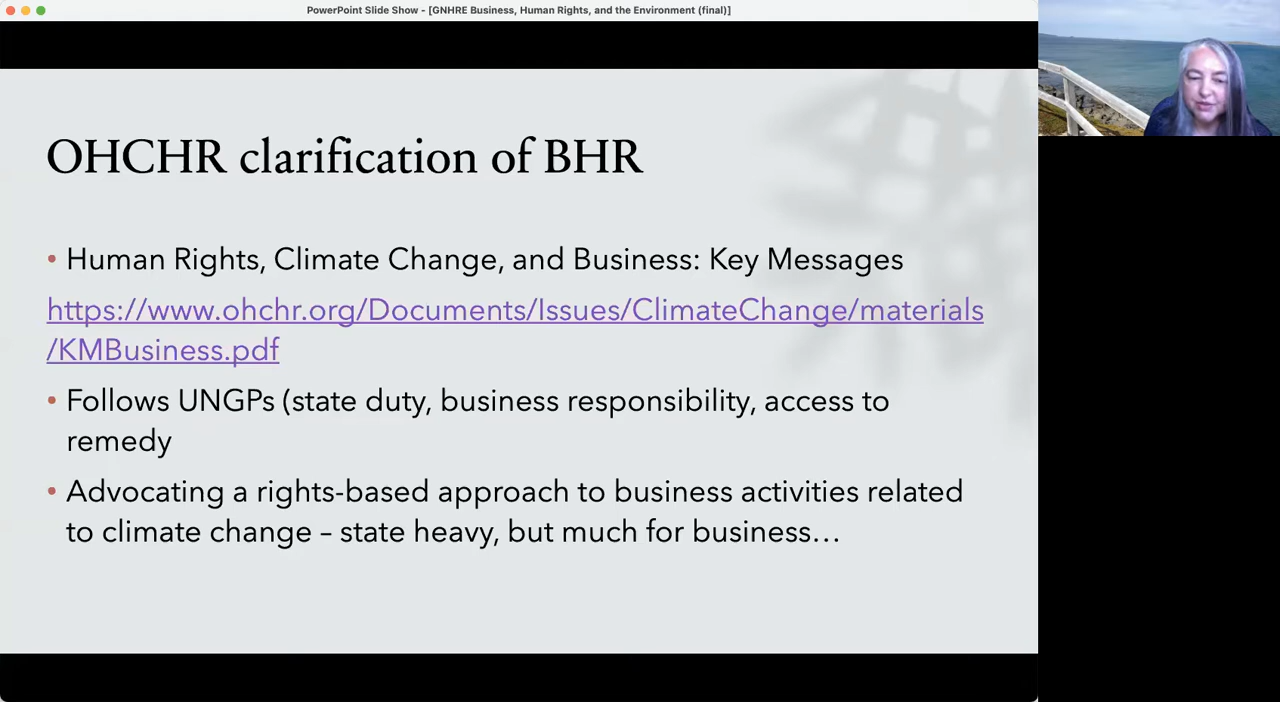 PowerPoint Slide Show - [GNHRE Business, Human Rights, and the Environment (final)]
OHCHR clarification of BHR
• Human Rights, Climate Change, and Business: Key Messages
https://www.ohchr.org/Documents/Issues/ClimateChange/materials
/KMBusiness.pdf
• Follows UNGPs (state duty, business responsibility, access to
remedy
• Advocating a rights-based approach to business activities related
to climate change – state heavy, but much for business…